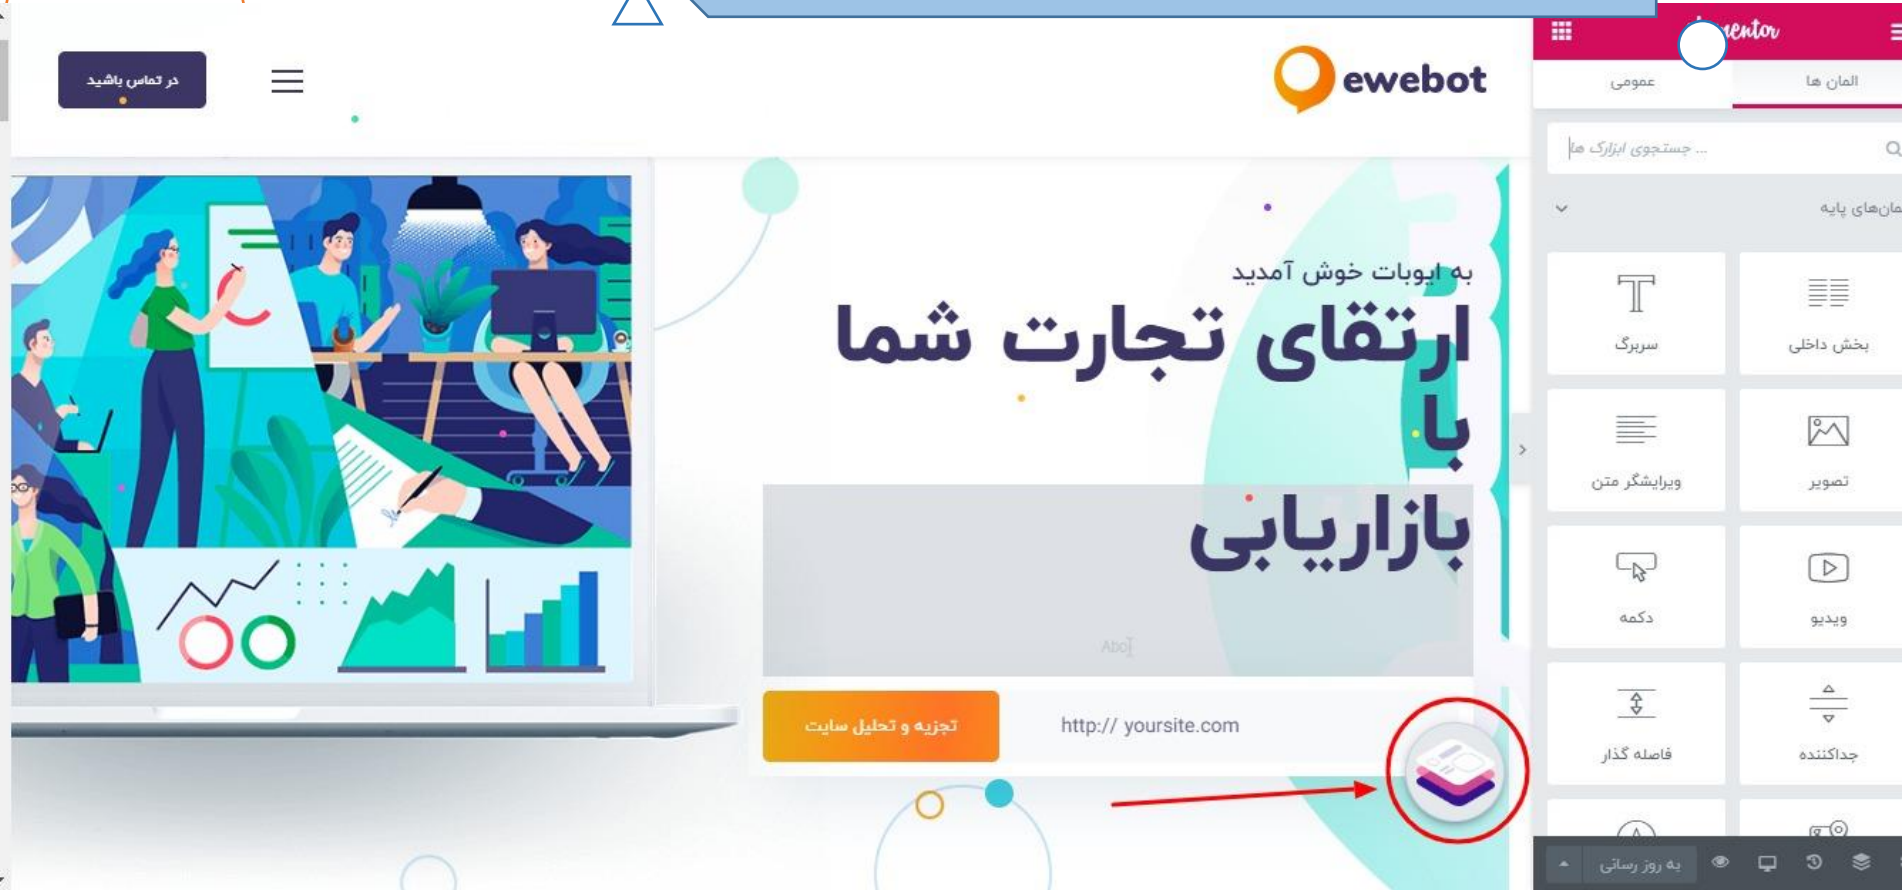 ewebot
در تماس باشید
به ایوبات خوش آمدید
ارتقای تجارت شما
با
بازاریابی
Abo
http:// yoursite.com
تجزیه و تحلیل سایت
المان ها
عمومی
جستجوی ابزارک ها ...
بخش داخلی
سربرگ
تصویر
ویرایشگر متن
ویدیو
دکمه
جداکننده
فاصله گذار
به روز رسانی